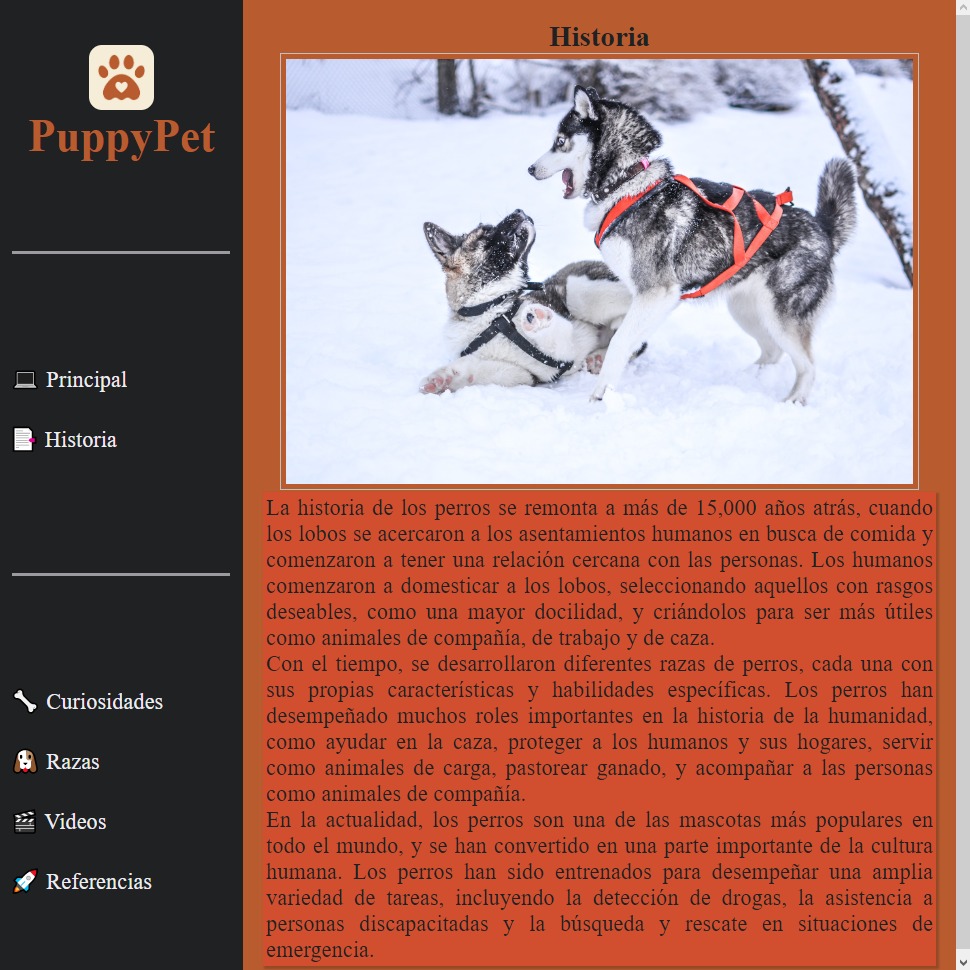 PuppyPet
Principal
Historia
Curiosidades
Razas
Videos
Referencias
Historia
La historia de los perros se remonta a más de 15,000 años atrás, cuando
los lobos se acercaron a los asentamientos humanos en busca de comida y
comenzaron a tener una relación cercana con las personas. Los humanos
comenzaron a domesticar a los lobos, seleccionando aquellos con rasgos
deseables, como una mayor docilidad, y criándolos para ser más útiles
como animales de compañía, de trabajo y de caza.
Con el tiempo, se desarrollaron diferentes razas de perros, cada una con
sus propias características y habilidades específicas. Los perros han
desempeñado muchos roles importantes en la historia de la humanidad,
como ayudar en la caza, proteger a los humanos y sus hogares, servir
como animales de carga, pastorear ganado, y acompañar a las personas
como animales de compañía.
En la actualidad, los perros son una de las mascotas más populares en
todo el mundo, y se han convertido en una parte importante de la cultura
humana. Los perros han sido entrenados para desempeñar una amplia
variedad de tareas, incluyendo la detección de drogas, la asistencia a
personas discapacitadas y la búsqueda y rescate en situaciones de
emergencia.